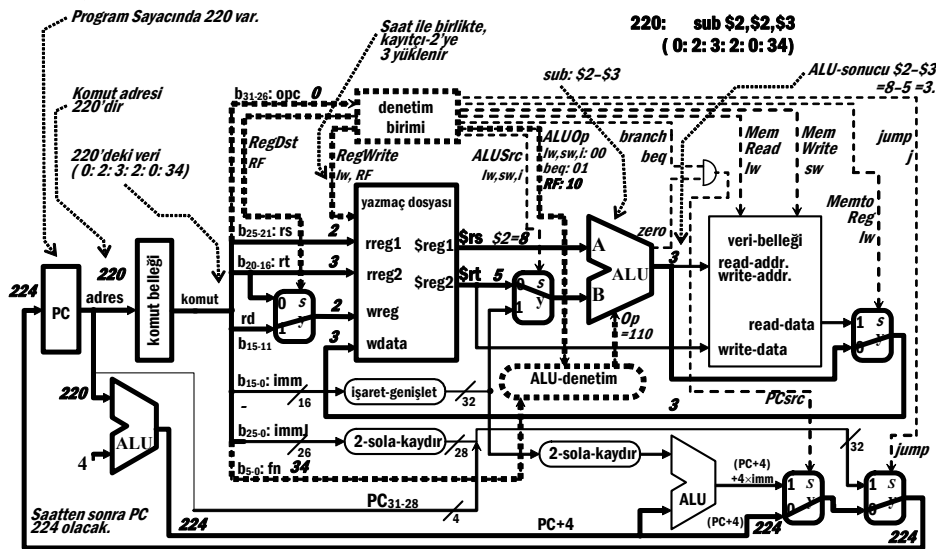 Program Sayacında 220 var.
Saat ile birlikte,
kayıtçı-2'ye
3 yüklenir
220: sub $2,$2,$3
( 0: 2: 3: 2: 0: 34)
sub: $2–$3
ALU-sonucu $2–$3
=8–5 =3.
Komut adresi
220'dir
220'deki veri
( 0: 2: 3: 2: 0: 34)
b31-26: opc 0
denetim
birimi
RegDst
RF
RegWrite
lw, RF
ALUSrc
lw,sw,i
ALUOp
lw,sw,i: 00
beq: 01
RF: 10
branch
beq
Mem
Read
lw
Mem
Write
sw
jump
j
Memto
Reg
lw
yazmaç dosyası
b25-21: rs 2
rreg1
$reg1
$rs $2=8
A
zero
veri-belleği
read-addr.
write-addr.
b20-16: rt 3
rreg2
$reg2
$rt 5
0 s
1 y
B
ALU
3
224
PC
220
adres
komut belleği
komut
0 s
1 y
2
wreg
Op
=110
read-data
1 s
0 y
rd
b15-11
3
wdata
write-data
ALU-denetim
220
b15-0: imm
16
işaret-genişlet
32
3
PCsrc
ALU
4
b25-0: immJ
26
2-sola-kaydır
28
2-sola-kaydır
32
jump
b5-0: fn 34
ALU
(PC+4)
+4×imm
1 s
0 y
1 s
0 y
PC31-28
4
Saatten sonra PC
224 olacak.
224
PC+4
(PC+4)
224
224